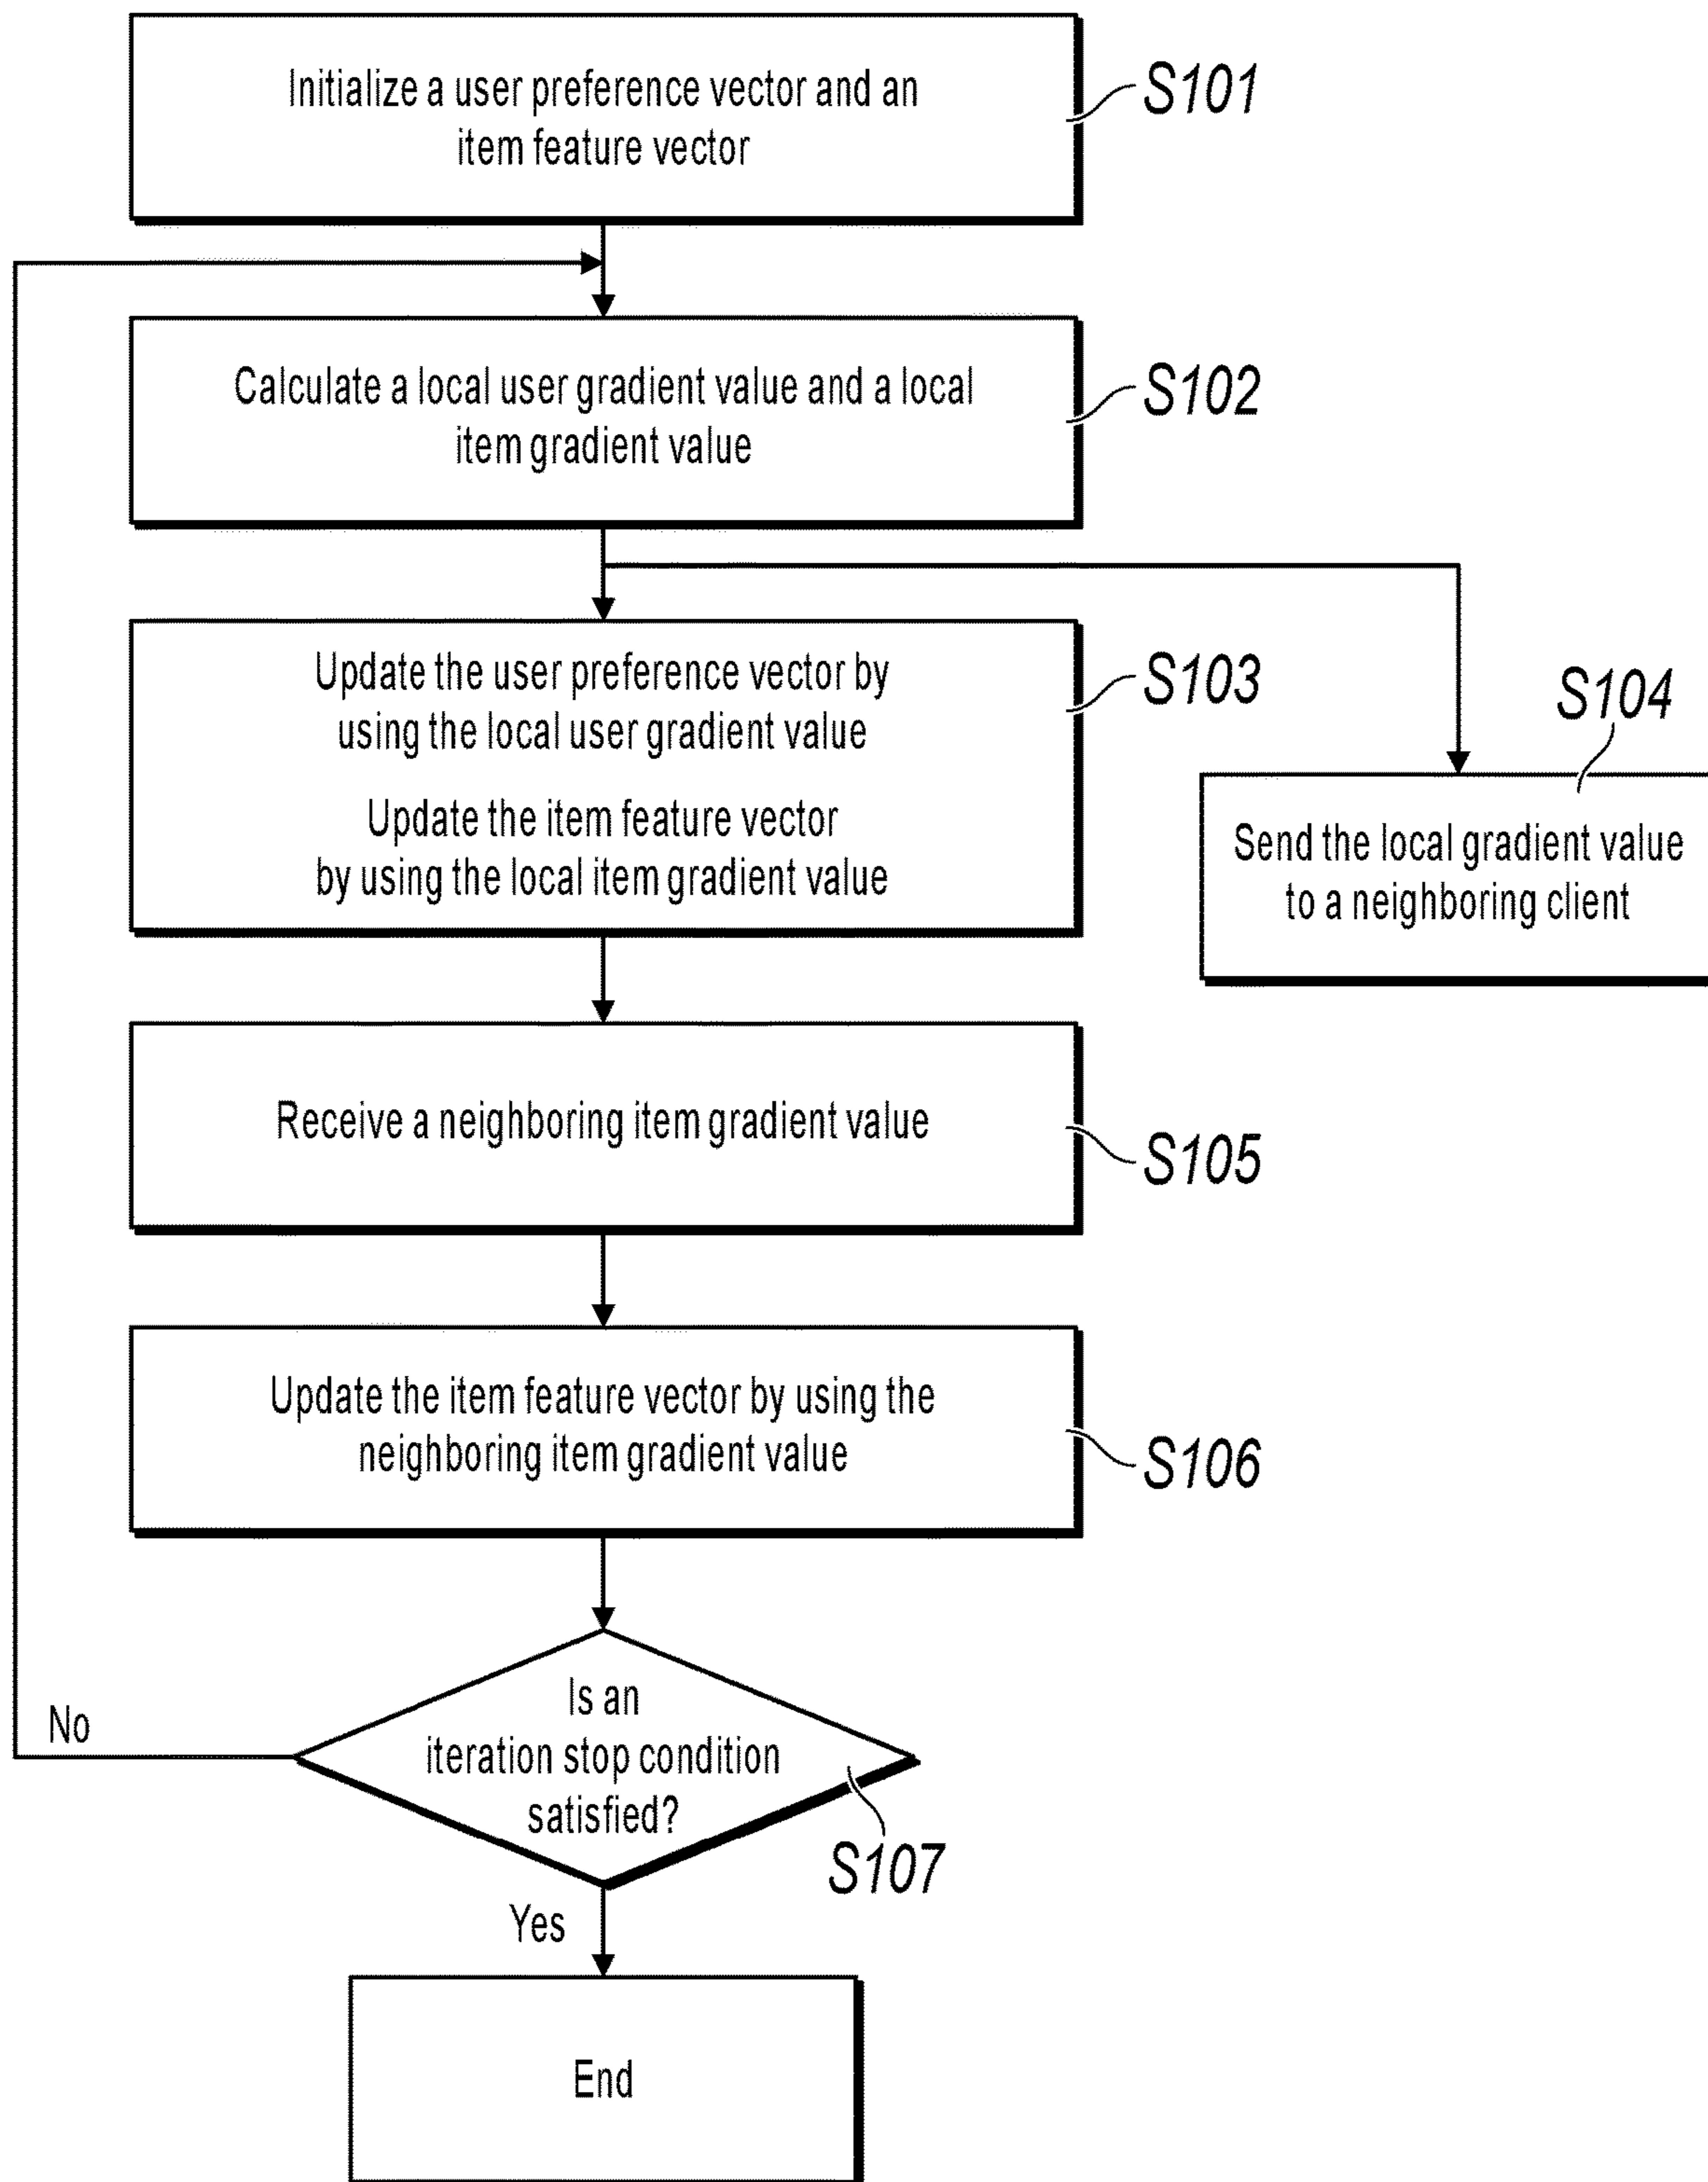 Initialize a user preference vector and an
item feature vector
S101
Calculate a local user gradient value and a local
item gradient value
S102
Update the user preference vector by
using the local user gradient value
Update the item feature vector
by using the local item gradient value
S103
S104
Send the local gradient value
to a neighboring client
Receive a neighboring item gradient value
S105
Update the item feature vector by using the
neighboring item gradient value
S106
Is an
iteration stop condition
satisfied?
S107
No
Yes
End